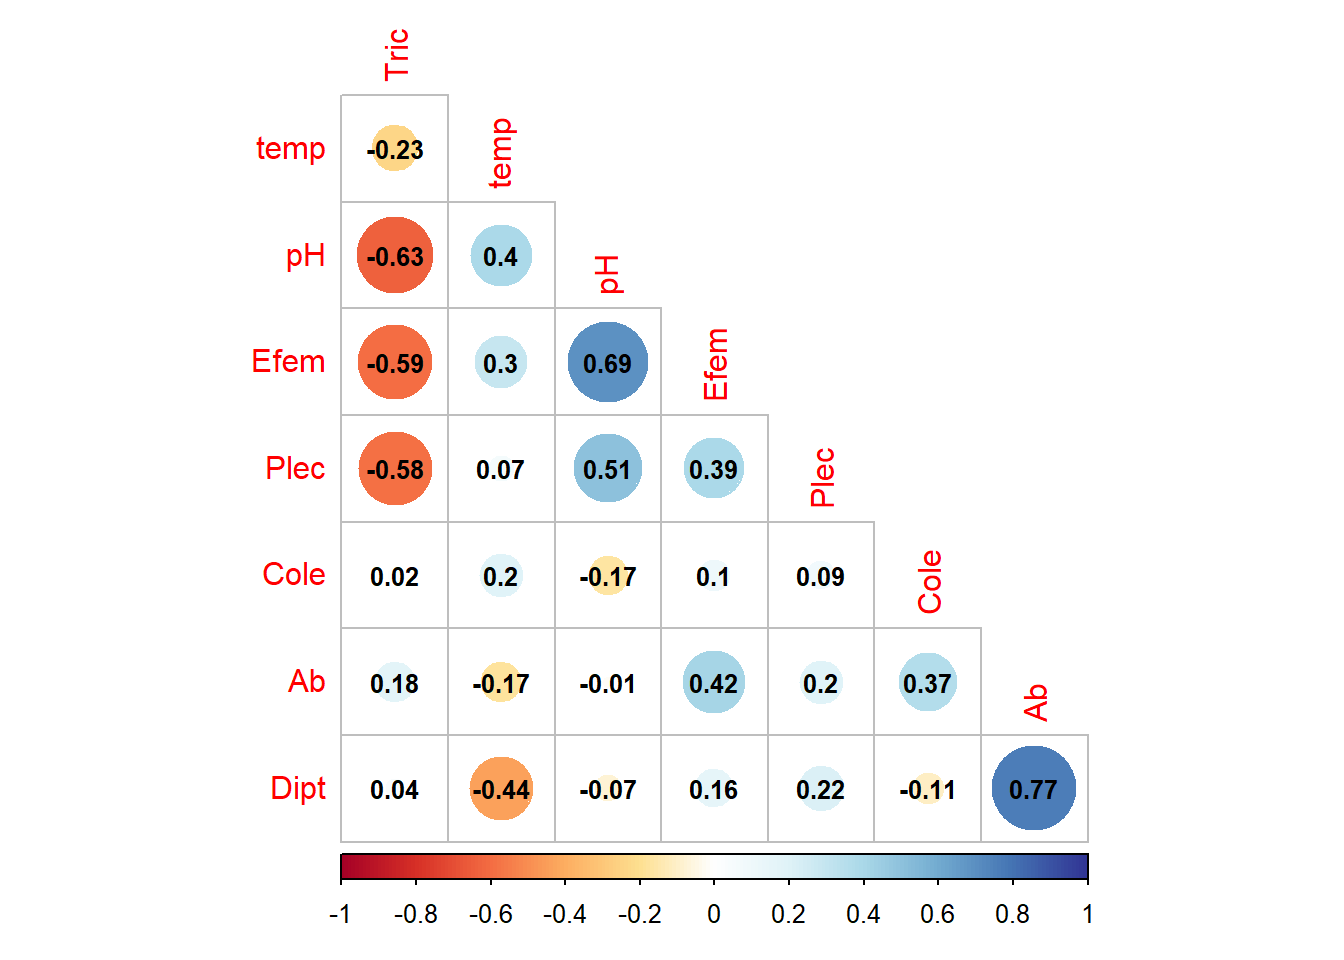 Tric
temp -0.23 temp
pH -0.63 0.4 pH
Efem -0.59 0.3 0.69 Efem
Plec -0.58 0.07 0.51 0.39 Plec
Cole 0.02 0.2 -0.17 0.1 0.09 Cole
Ab 0.18 -0.17 -0.01 0.42 0.2 0.37 Ab
Dipt 0.04 -0.44 -0.07 0.16 0.22 -0.11 0.77
-1 -0.8 -0.6 -0.4 -0.2 0 0.2 0.4 0.6 0.8 1